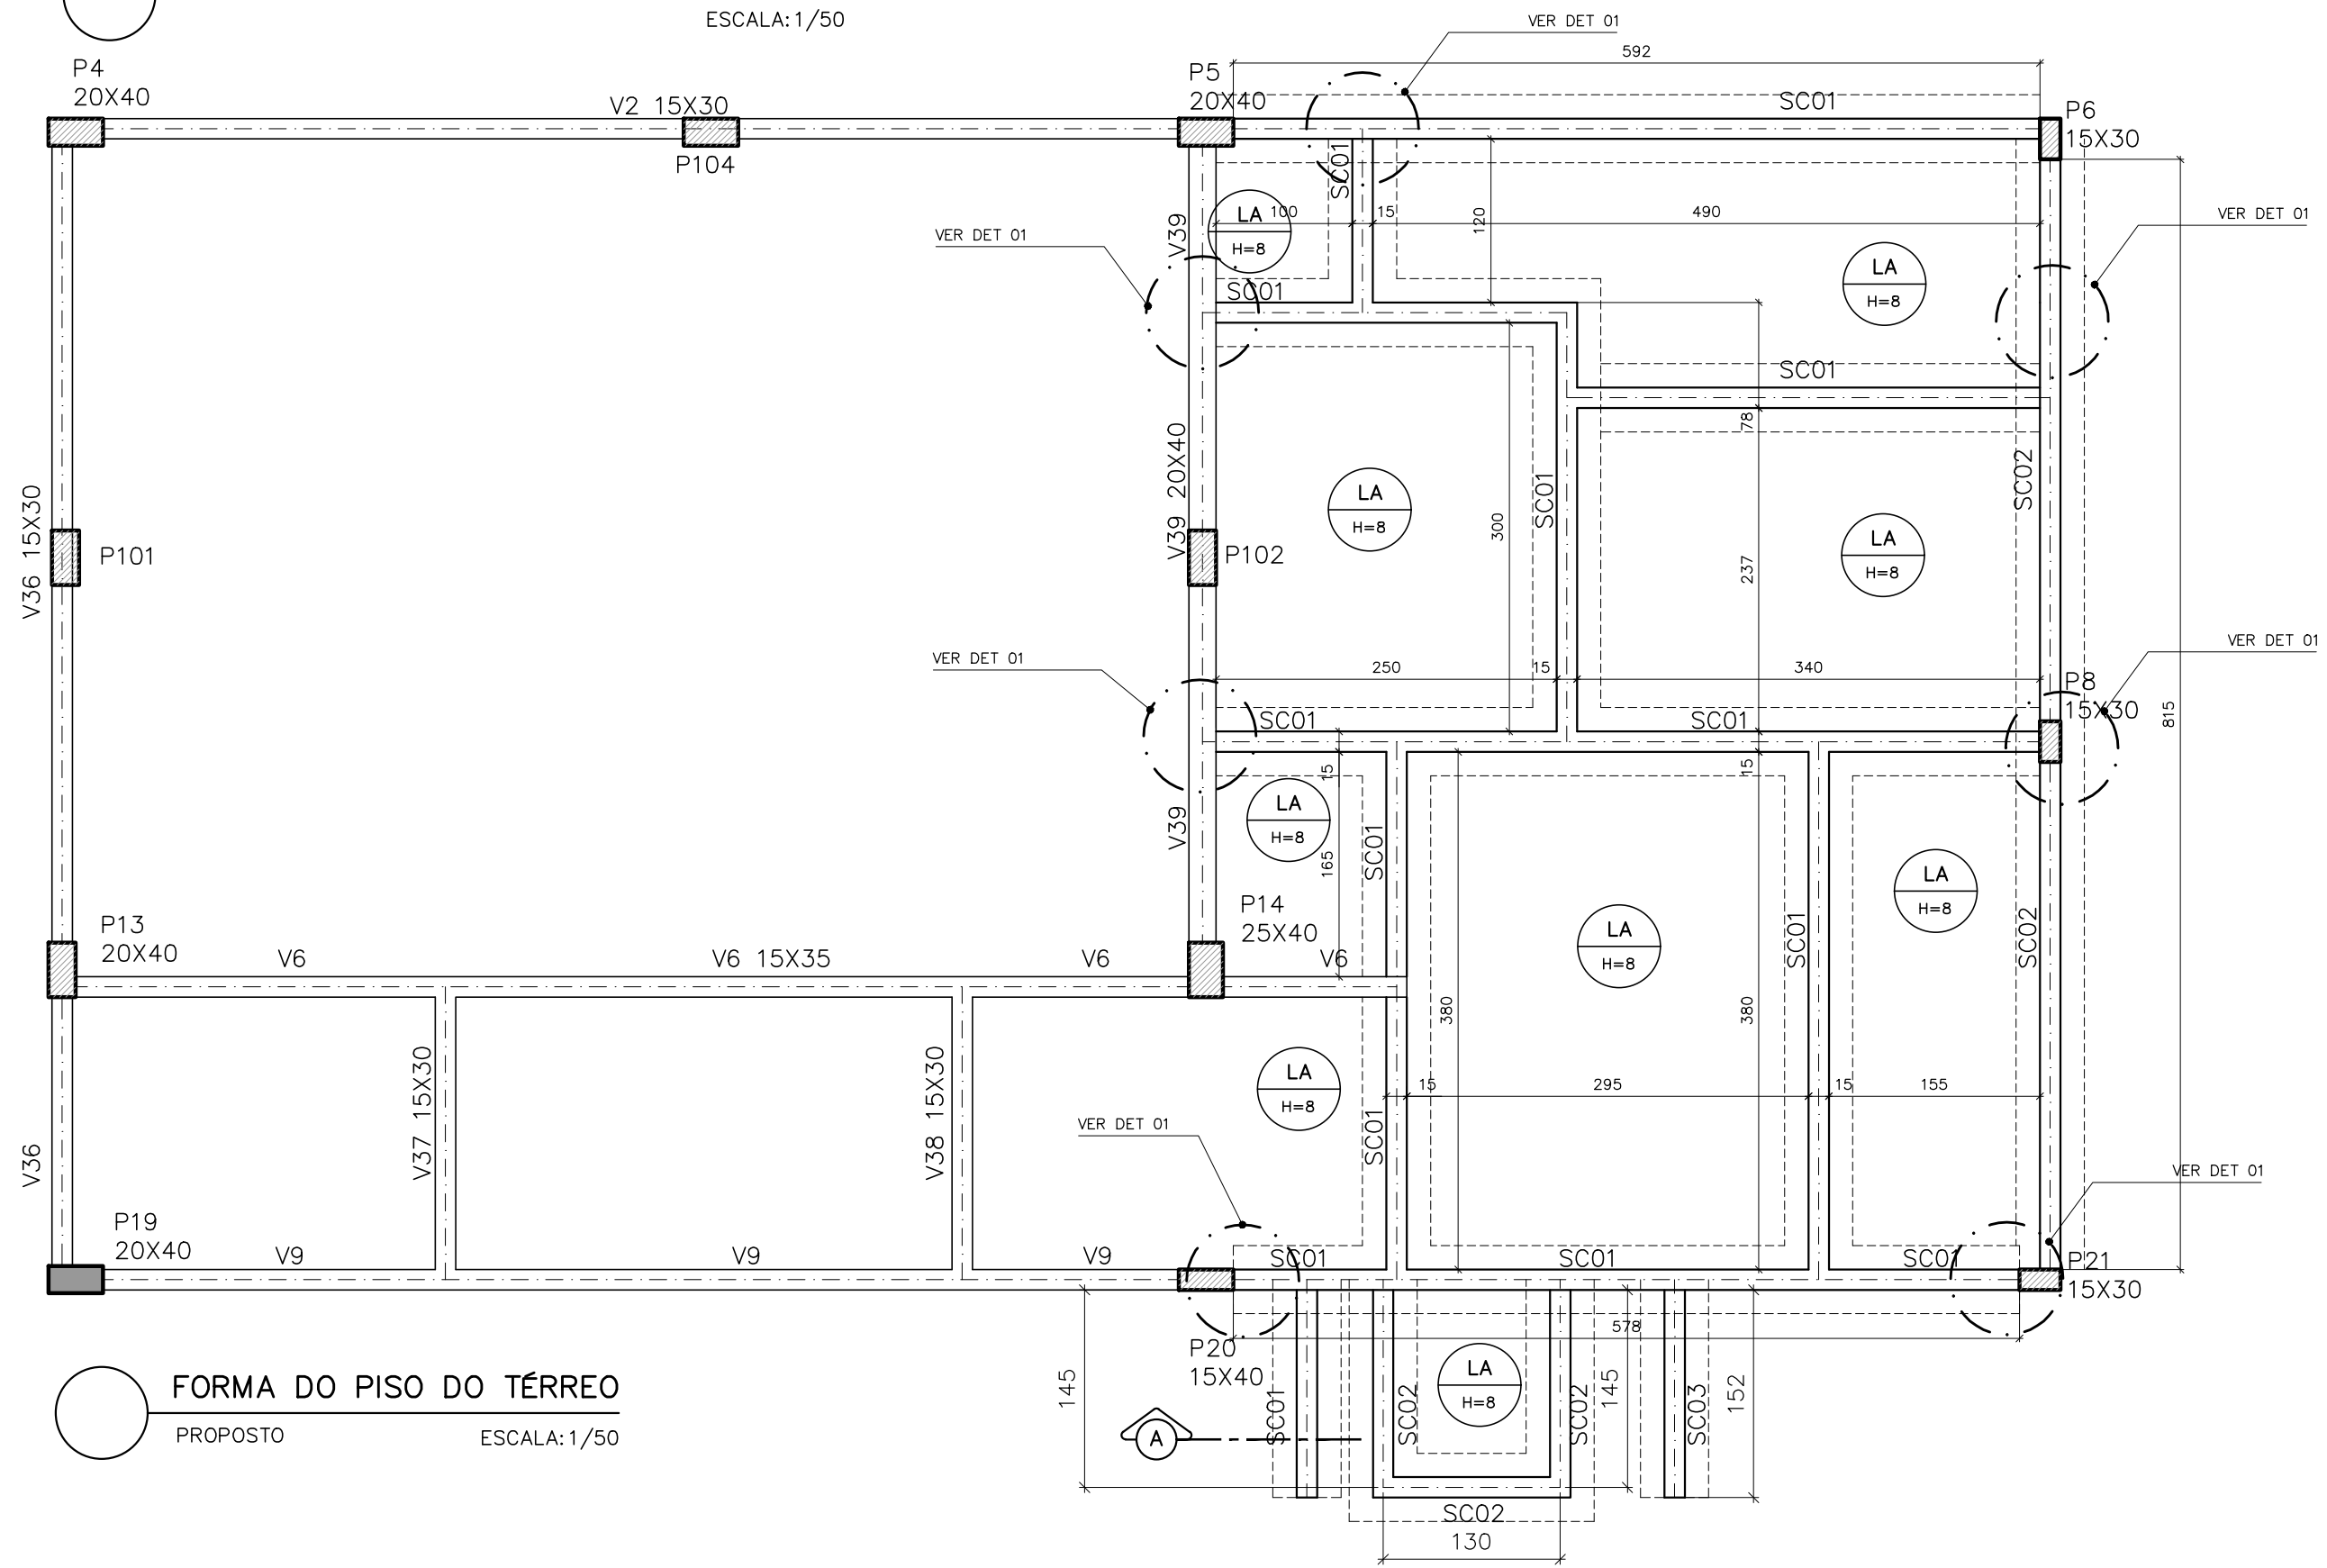 ESCALA: 1/50
VER DET 01
592
P4
20X40
V2 15X30
P104
P5
20X40
SC01
P6
15X30
SC01
V39
LA
H=8
100
15
120
490
VER DET 01
VER DET 01
LA
H=8
SC01
SC01
78
V39 20X40
P102
V36 15X30
P101
LA
H=8
300
SC01
SC02
LA
H=8
237
VER DET 01
VER DET 01
250
15
340
P8
15X30
815
SC01
SC01
15
15
LA
H=8
V39
165
SC01
LA
H=8
P14
25X40
P13
20X40
V6
V6 15X35
V6
V6
LA
H=8
SC01
SC02
380
380
V37 15X30
V38 15X30
LA
H=8
15
295
15
155
VER DET 01
SC01
V36
VER DET 01
P19
20X40
V9
V9
V9
SC01
SC01
SC01
P21
15X30
578
P20
15X40
145
SC01
SC02
LA
H=8
SC02
145
SC03
152
FORMA DO PISO DO TÉRREO
PROPOSTO
ESCALA: 1/50
A
SC02
130